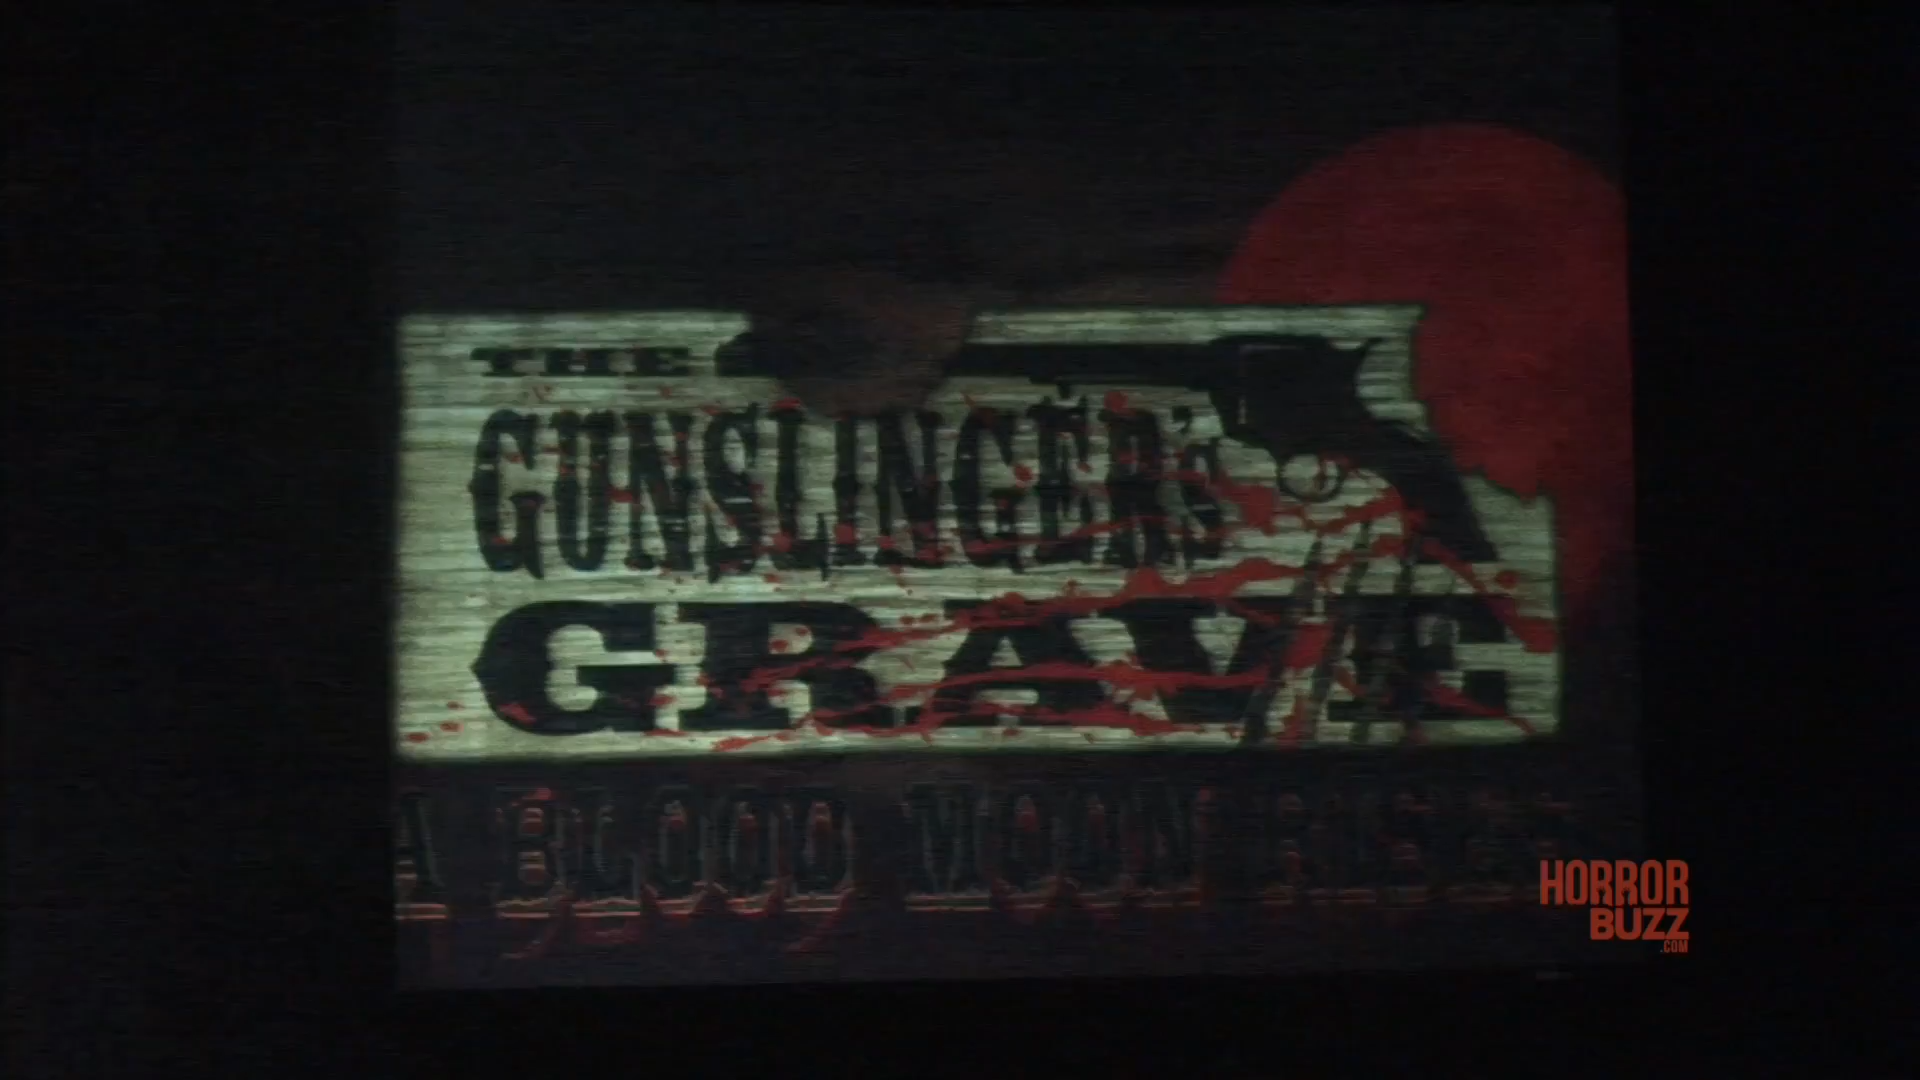 THE
GUNSLINGER's
GRAVE
A BLOOD MOON RISES
HORROR
BUZZ
.COM